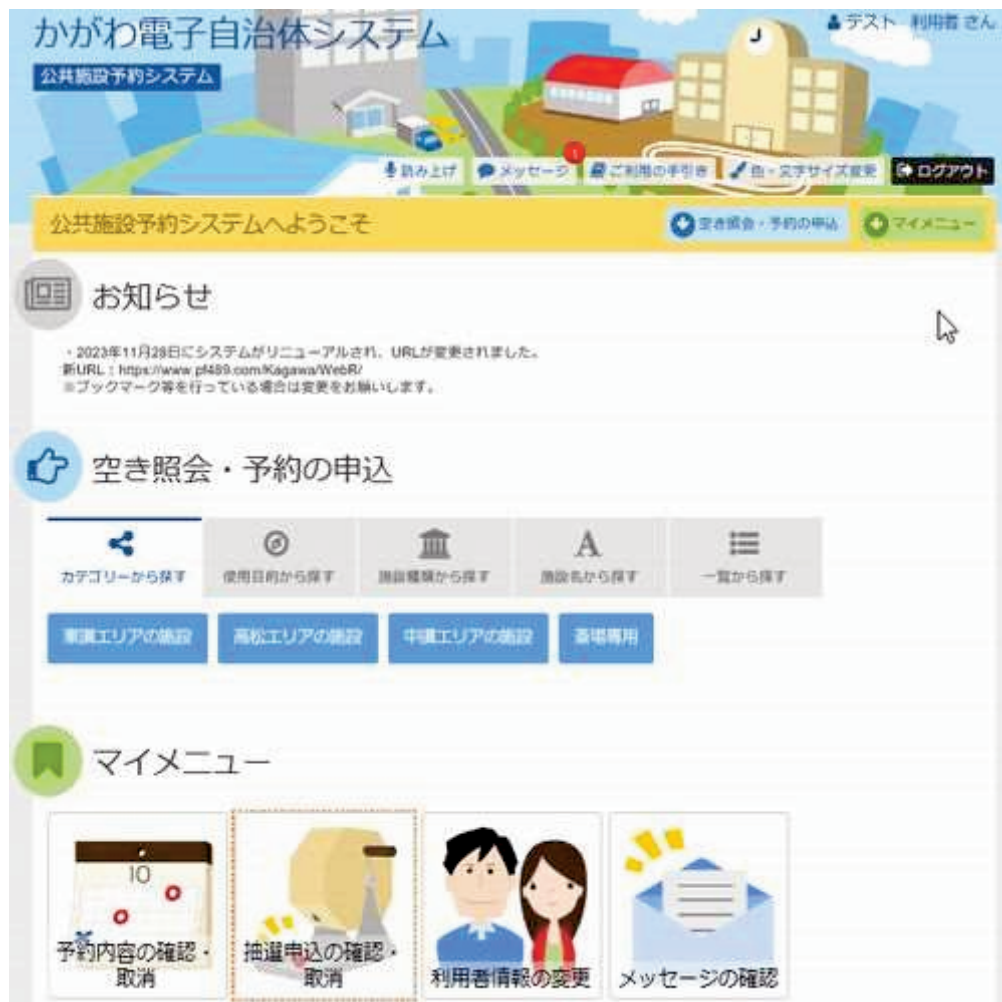 かがわ電子自治体システム
公共施設予約システム
テスト 利用者 さん
読み上げ
メッセージ
1
ご利用の手引き
色・文字サイズ変更
ログアウト
公共施設予約システムへようこそ
空き照会・予約の申込
マイメニュー
お知らせ
・2023年11月28日にシステムがリニューアルされ、URLが変更されました。
新URL：https://www.pf489.com/Kagawa/WebR/
※ブックマーク等を行っている場合は変更をお願いします。
空き照会・予約の申込
カテゴリーから探す
使用目的から探す
施設種類から探す
施設名から探す
一覧から探す
東讃エリアの施設
高松エリアの施設
中讃エリアの施設
斎場専用
マイメニュー
10
予約内容の確認・
取消
抽選申込の確認・
取消
利用者情報の変更
メッセージの確認